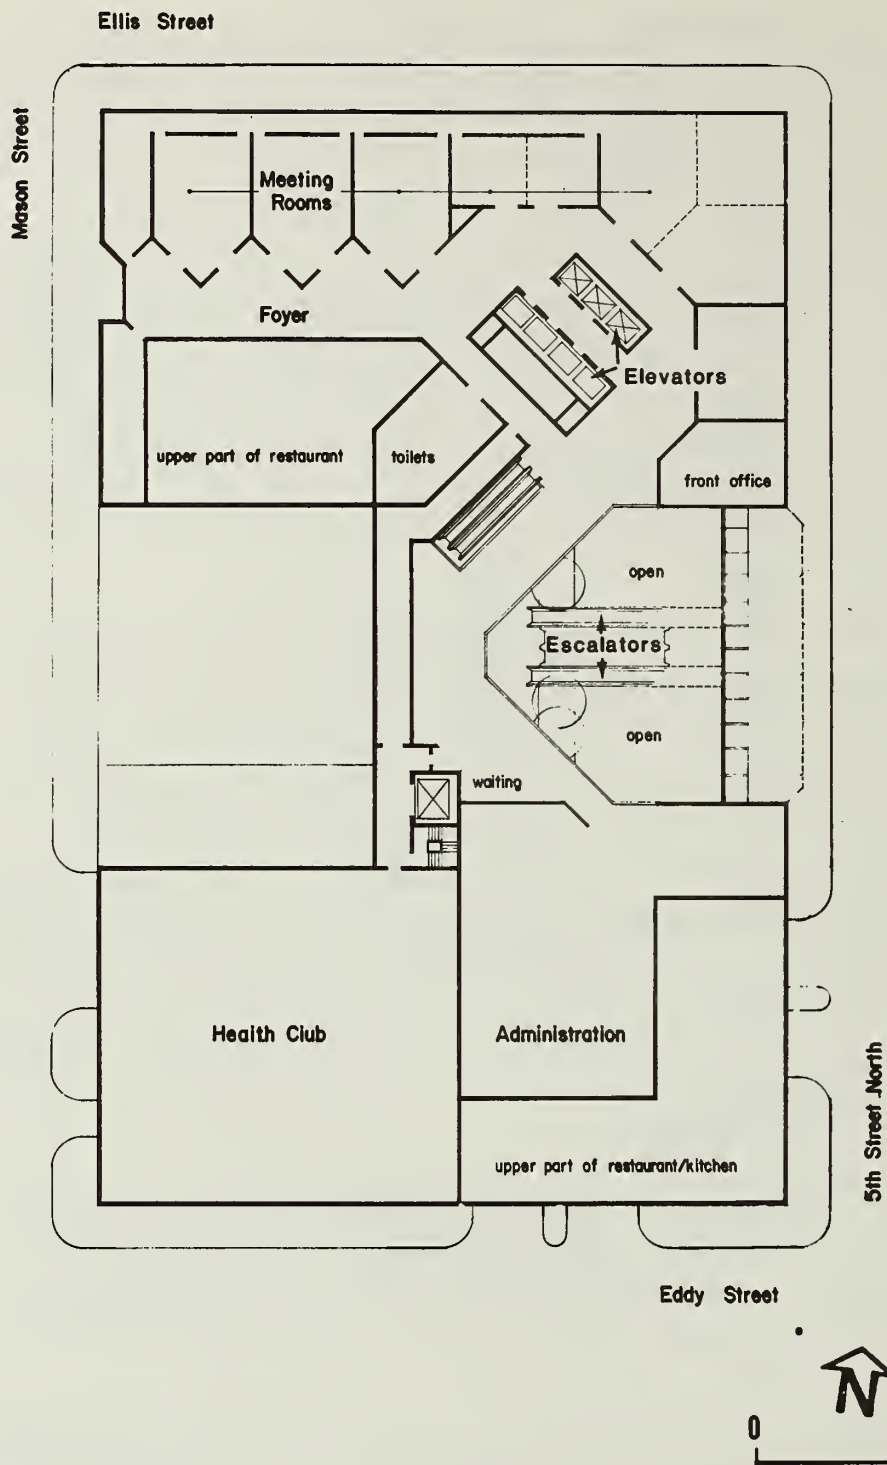 Ellis Street
Mason Street
Meeting
Rooms
Foyer
Elevators
upper part of restaurant
toilets
front office
open
Escalators
open
waiting
Health Club
Administration
5th Street North
upper part of restaurant/kitchen
Eddy Street
N
0